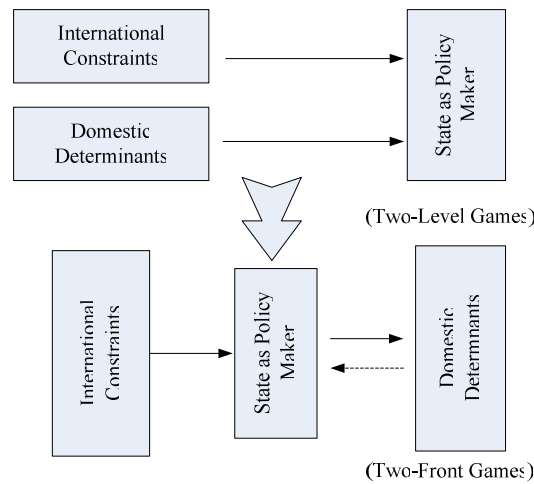 International
Constraints
Domestic
Determinants
State as Policy
Maker
(Two-Level Games)
International
Constraints
State as Policy
Maker
Domestic
Determnants
(Two-Front Games)